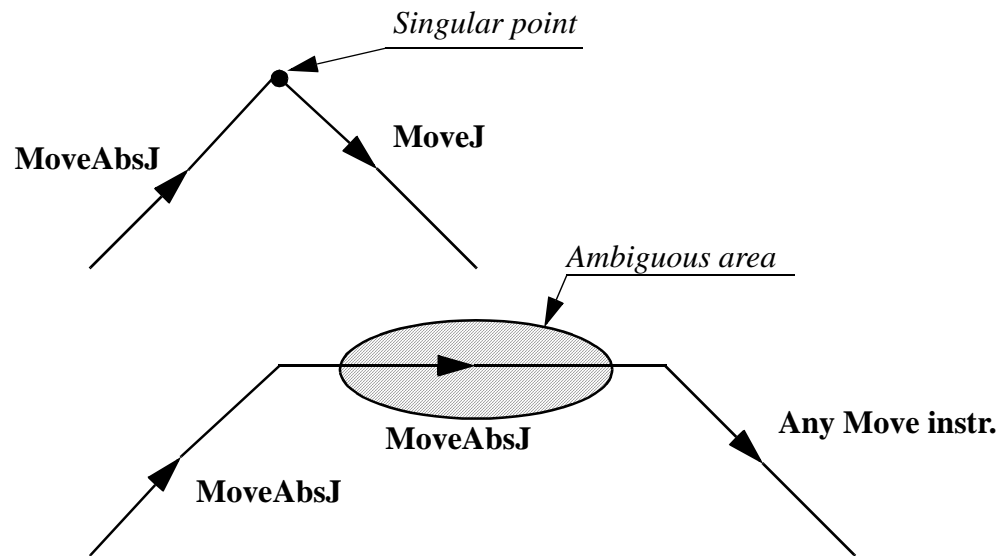 Singular point
MoveJ
MoveAbsJ
Ambiguous area
Any Move instr.
MoveAbsJ
MoveAbsJ